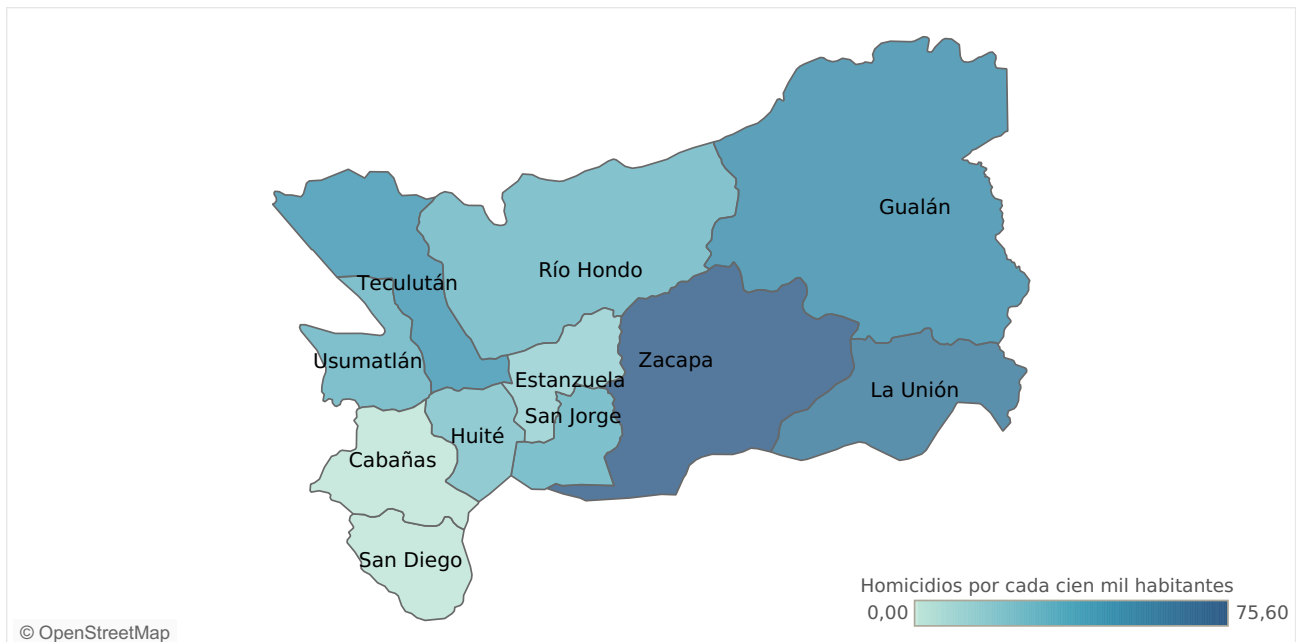 Gualán
Río Hondo
Teculután
Usumatlán
Zacapa
Estanzuela
La Unión
San Jorge
Huité
Cabañas
San Diego
Homicidios por cada cien mil habitantes
0,00 75,60
© OpenStreetMap